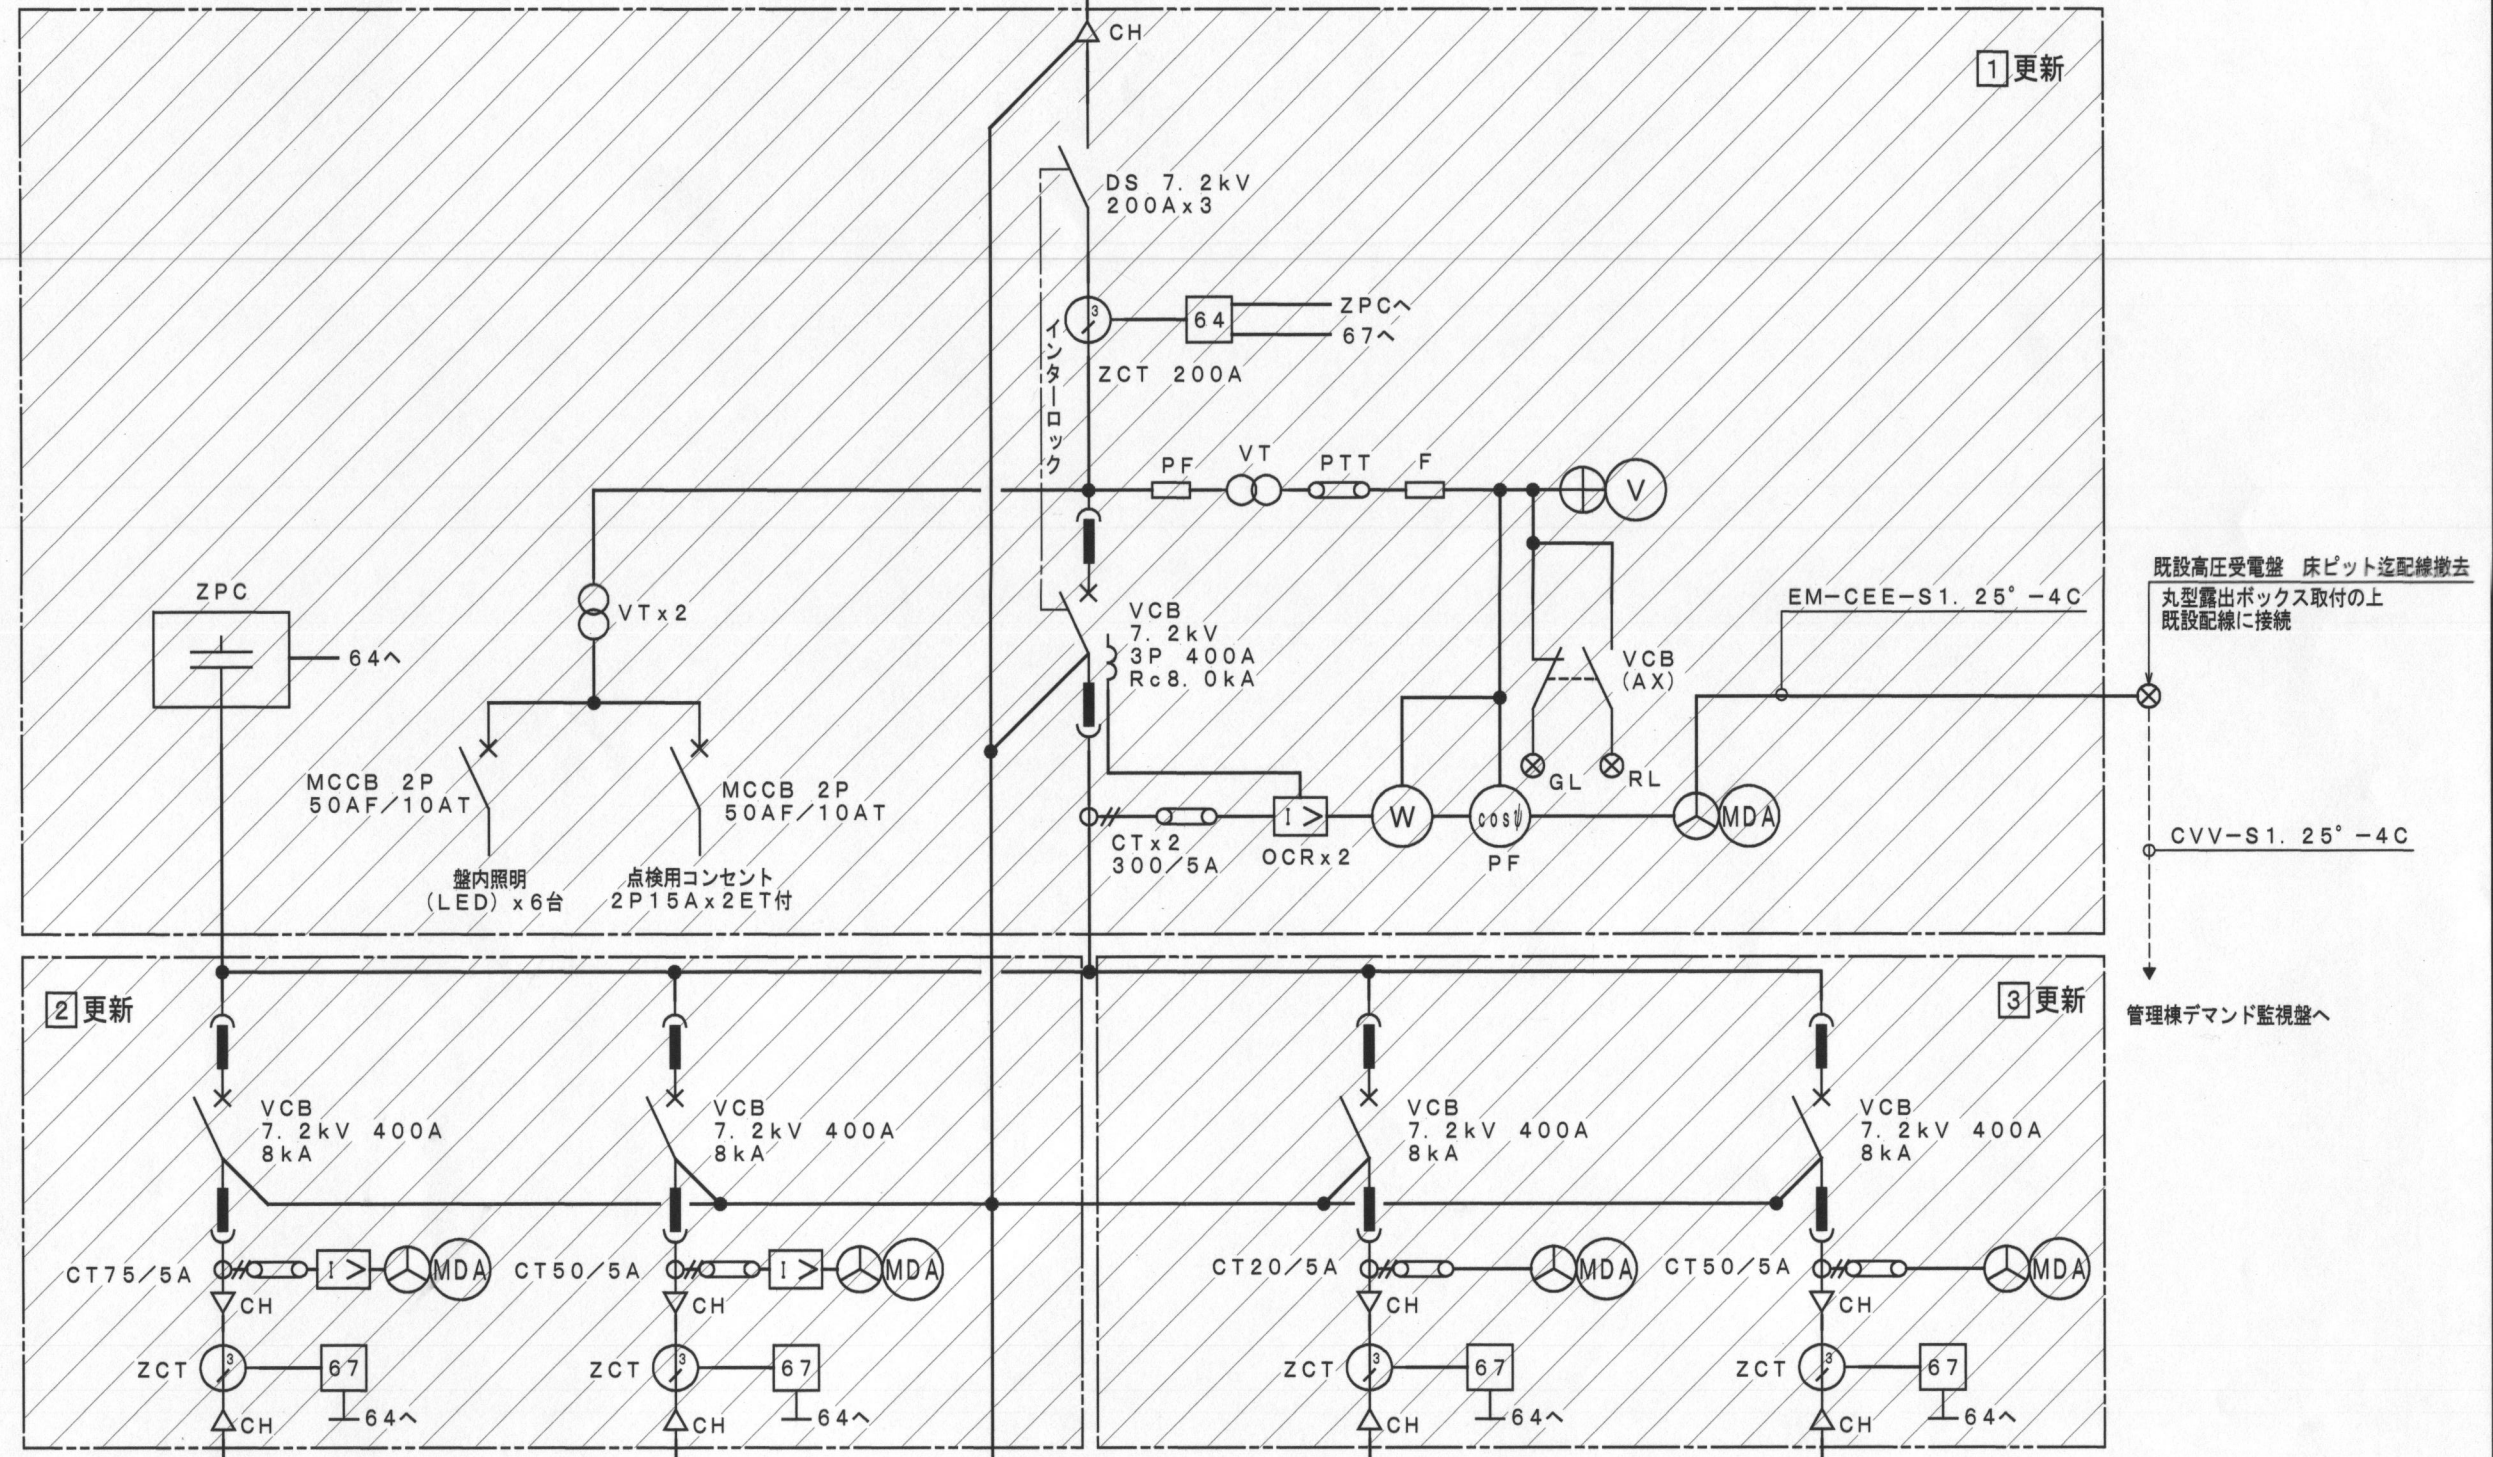 CH
1 更新
DS 7.2kV
200Ax3
インターロック
3
64
ZPCへ
67へ
ZCT 200A
PF
VT
PTT
F
V
ZPC
64へ
VTx2
VCB
7.2kV
3P 400A
Rc8.0kA
VCB
(AX)
EM-CEE-S1.25°-4C
既設高圧受電盤 床ピット迄配線撤去
丸型露出ボックス取付の上
既設配線に接続
MCCB 2P
50AF/10AT
MCCB 2P
50AF/10AT
GL
RL
I>
W
cosψ
MDA
CTx2
300/5A
OCRx2
PF
CVV-S1.25°-4C
盤内照明
(LED)x6台
点検用コンセント
2P15Ax2ET付
管理棟デマンド監視盤へ
2 更新
3 更新
VCB
7.2kV 400A
8kA
VCB
7.2kV 400A
8kA
VCB
7.2kV 400A
8kA
VCB
7.2kV 400A
8kA
CT75/5A
I>
MDA
CT50/5A
I>
MDA
CT20/5A
MDA
CT50/5A
MDA
CH
CH
CH
CH
ZCT
3
67
ZCT
3
67
ZCT
3
67
ZCT
3
67
64へ
64へ
64へ
64へ
CH
CH
CH
CH